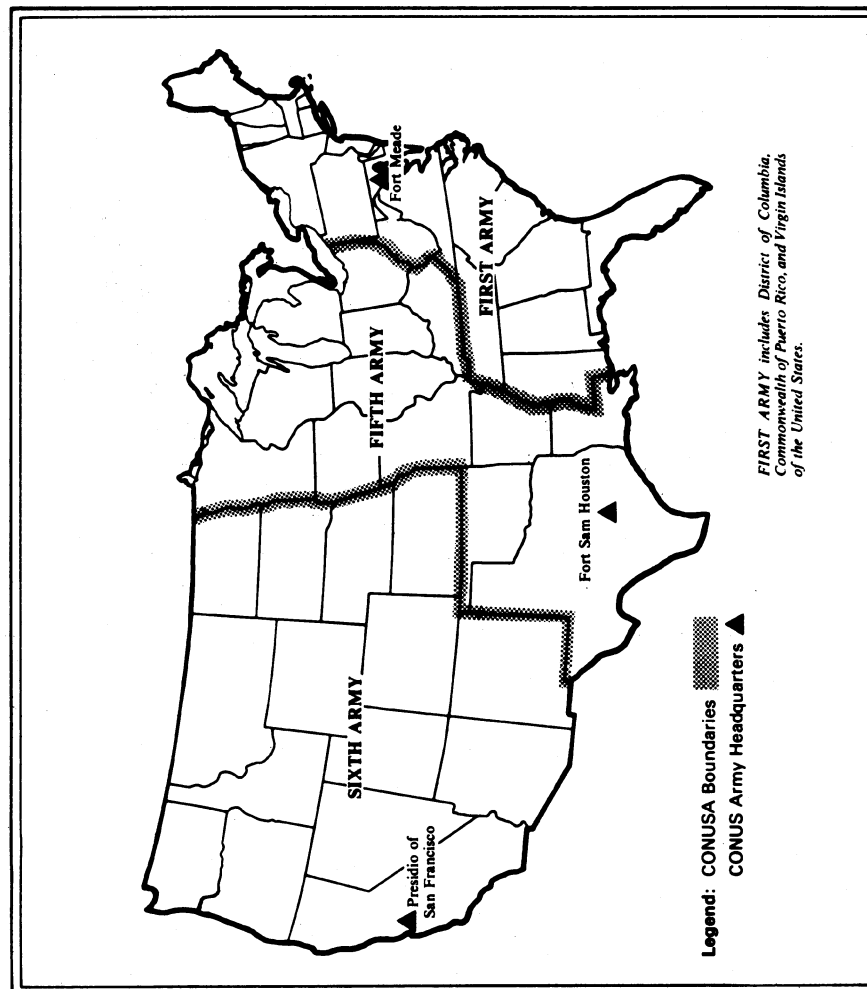 Fort Meade
FIRST ARMY
FIFTH ARMY
Fort Sam Houston
SIXTH ARMY
Presidio of
San Francisco
FIRST ARMY includes District of Columbia,
Commonwealth of Puerto Rico, and Virgin Islands
of the United States.
Legend: CONUSA Boundaries
CONUS Army Headquarters